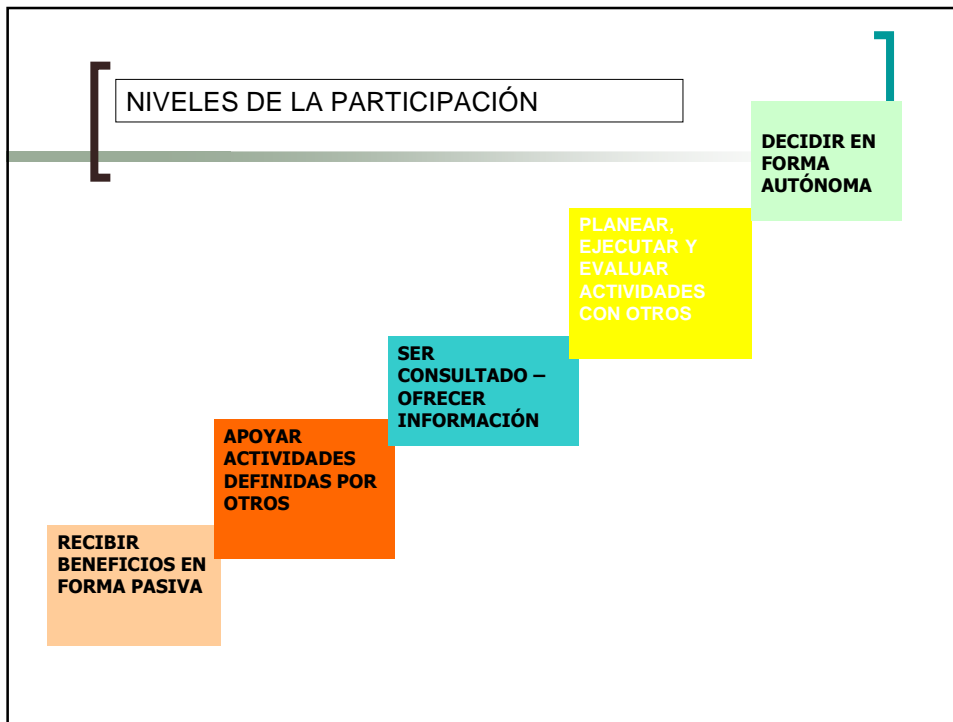 NIVELES DE LA PARTICIPACIÓN
DECIDIR EN
FORMA
AUTÓNOMA
PLANEAR,
EJECUTAR Y
EVALUAR
ACTIVIDADES
CON OTROS
SER
CONSULTADO –
OFRECER
INFORMACIÓN
APOYAR
ACTIVIDADES
DEFINIDAS POR
OTROS
RECIBIR
BENEFICIOS EN
FORMA PASIVA